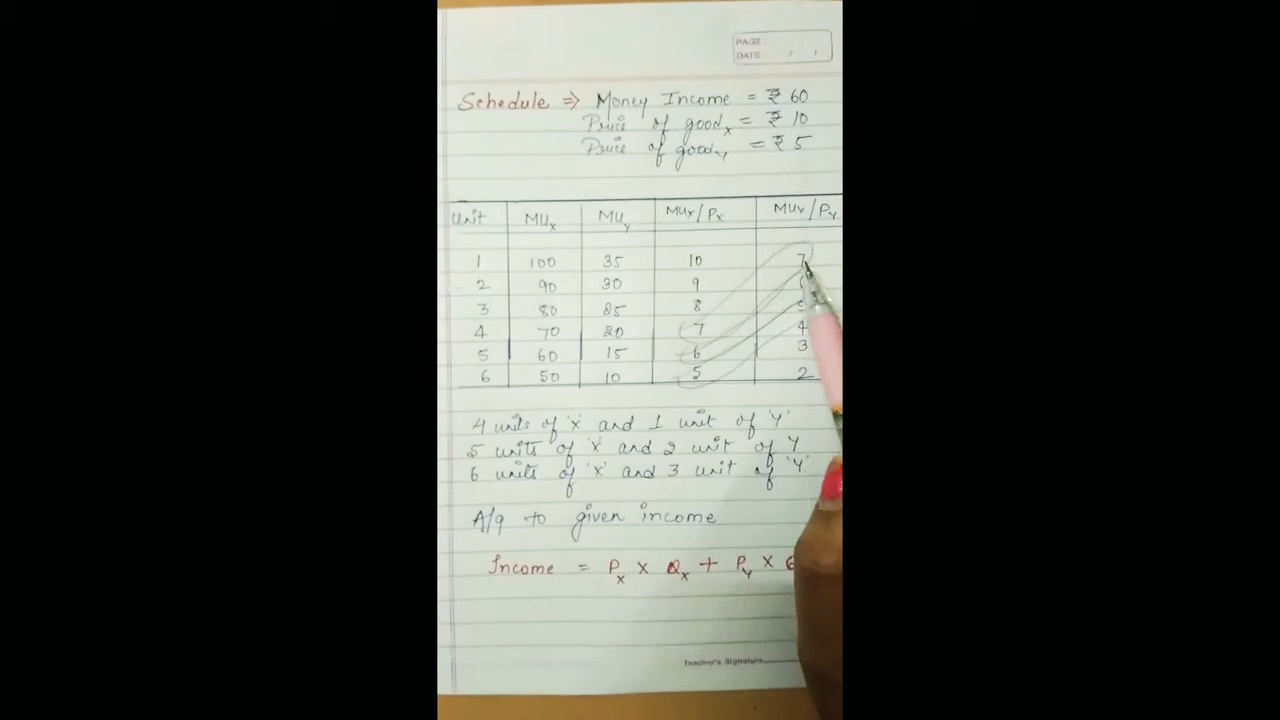 PAGE :
DATE : / /
Schedule ⇒ Money Income = ₹ 60
Price of good X = ₹ 10
Price of good Y = ₹ 5
Unit MUx MUy MUx/Px MUy/Py
1 100 35 10 7
2 90 30 9
3 80 25 8 5
4 70 20 7 4
5 60 15 6 3
6 50 10 5 2
4 units of 'X' and 1 unit of 'Y'
5 units of 'X' and 2 unit of Y
6 units of 'X' and 3 unit of 'Y'
A/q to given income
Income = Px × Qx + Py ×
Teacher's Signature